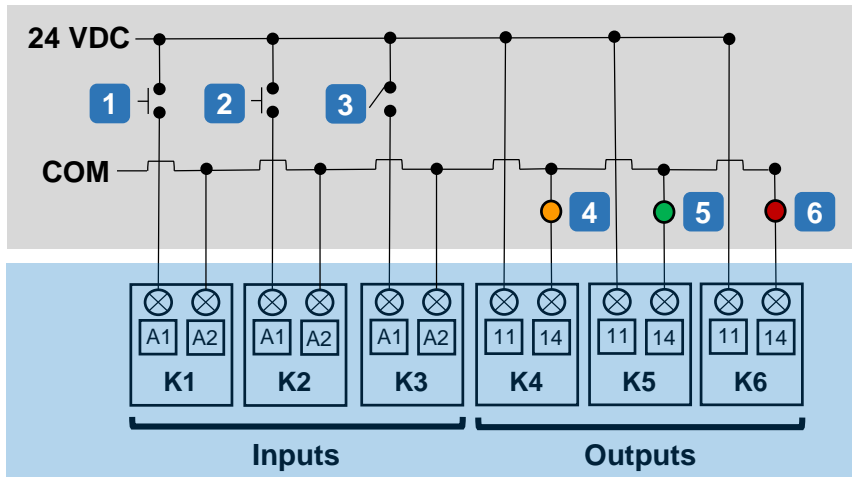 24 VDC
1 2 3
COM
4 5 6
A1 A2 A1 A2 A1 A2 11 14 11 14 11 14
K1 K2 K3 K4 K5 K6
Inputs Outputs